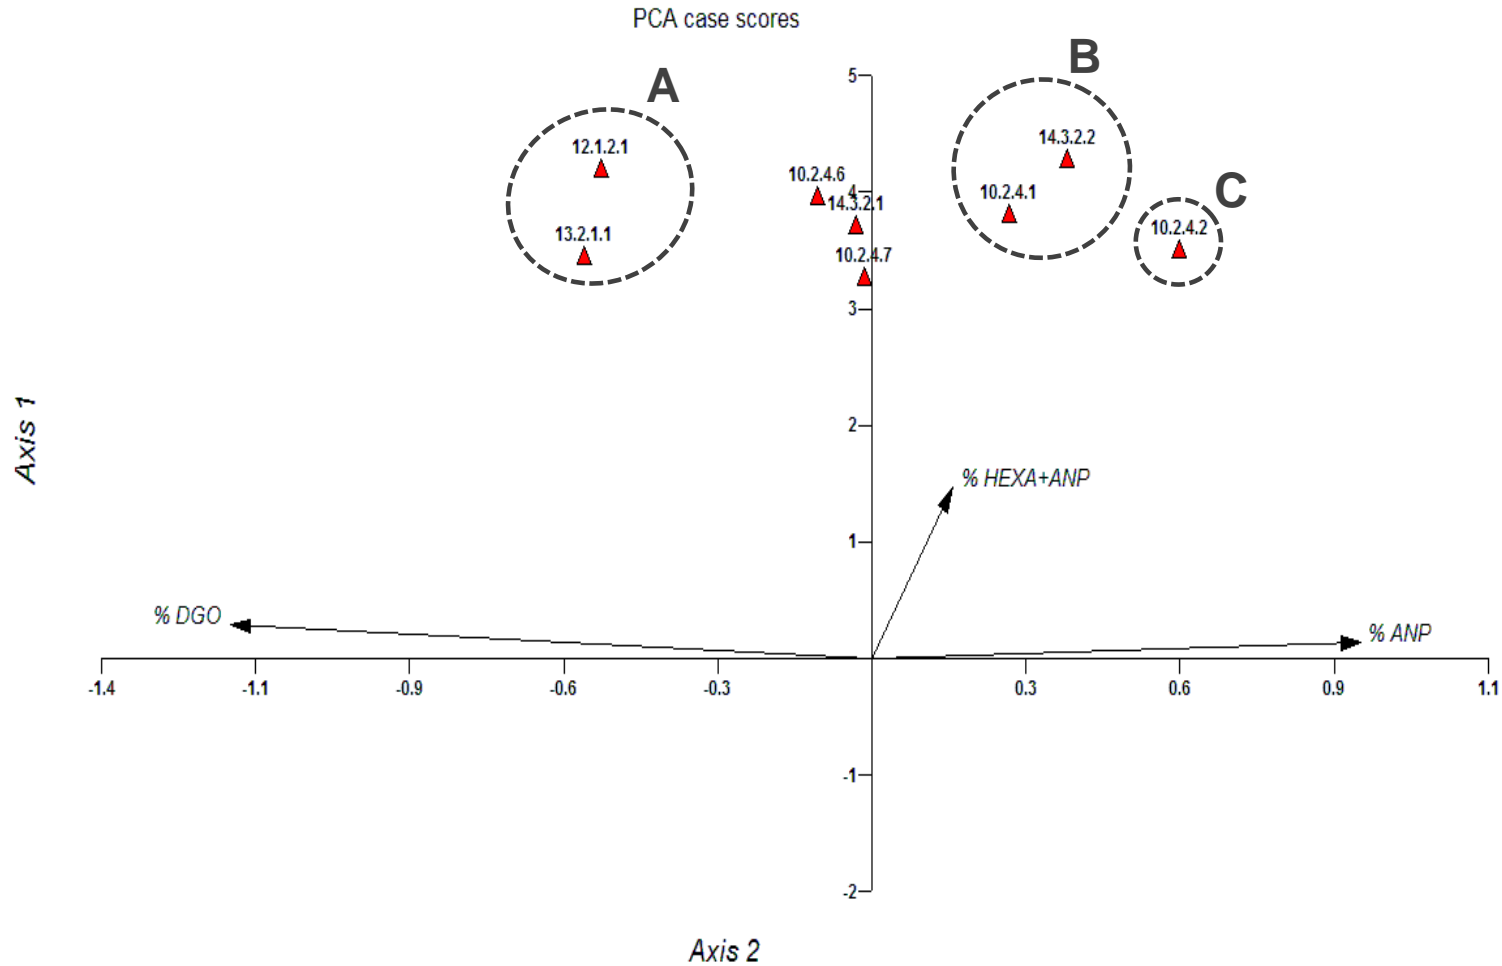 PCA case scores
A
B
C
5
12.1.2.1
14.3.2.2
10.2.4.6
4
10.2.4.1
14.3.2.1
10.2.4.2
13.2.1.1
10.2.4.7
3
2
Axis 1
% HEXA+ANP
1
% DGO
% ANP
-1.4
-1.1
-0.9
-0.6
-0.3
0.3
0.6
0.9
1.1
-1
-2
Axis 2